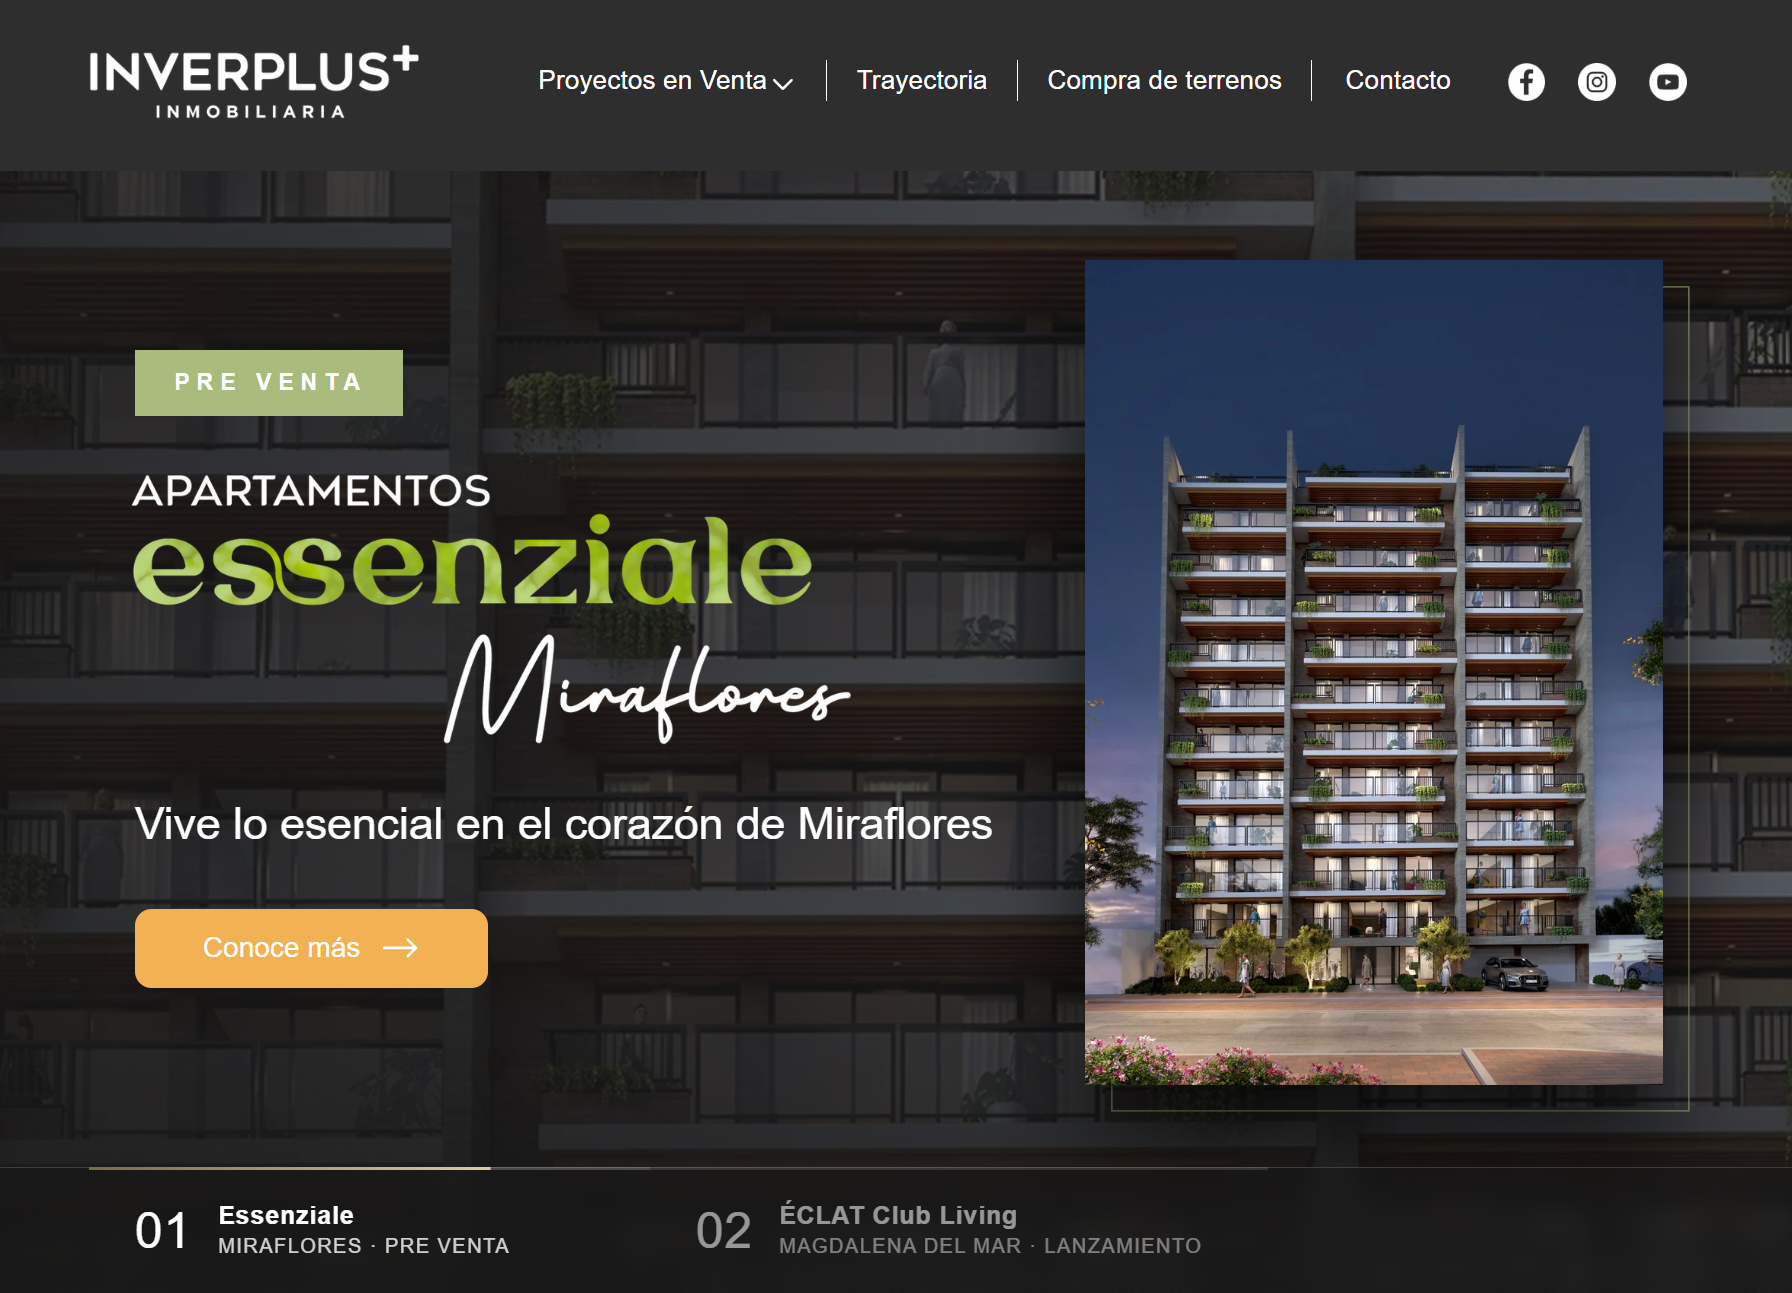 INVERPLUS+
INMOBILIARIA
Proyectos en Venta
Trayectoria
Compra de terrenos
Contacto
PRE VENTA
APARTAMENTOS
essenziale
Miraflores
Vive lo esencial en el corazón de Miraflores
Conoce más
01
Essenziale
MIRAFLORES · PRE VENTA
02
ÉCLAT Club Living
MAGDALENA DEL MAR · LANZAMIENTO